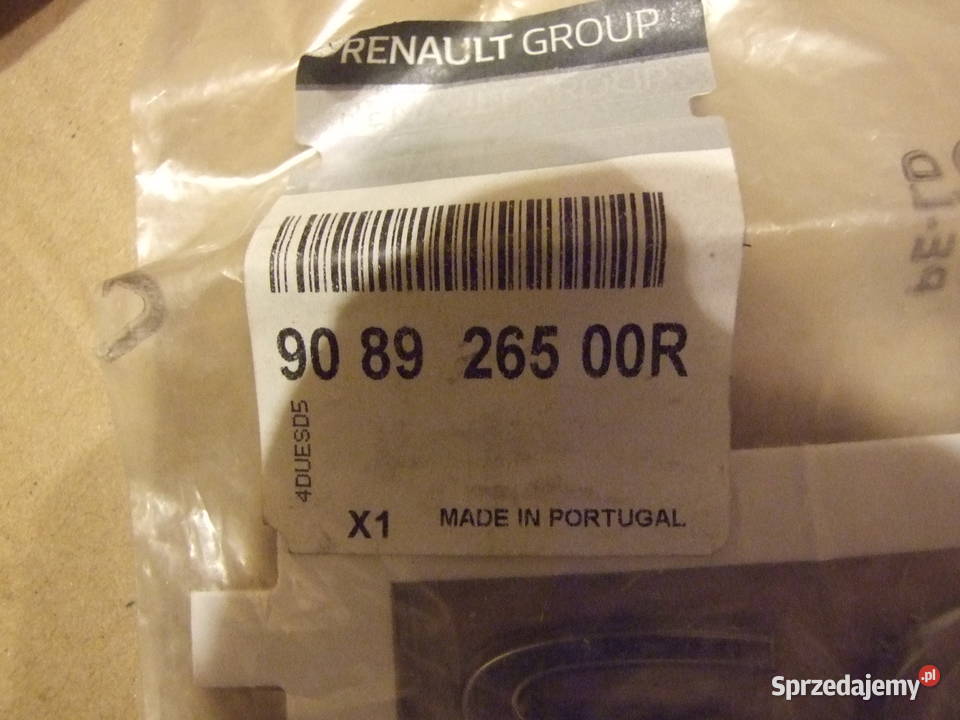 RENAULT GROUP
90 89 265 00R
4DUESD5
X1 MADE IN PORTUGAL
Sprzedajemy.pl